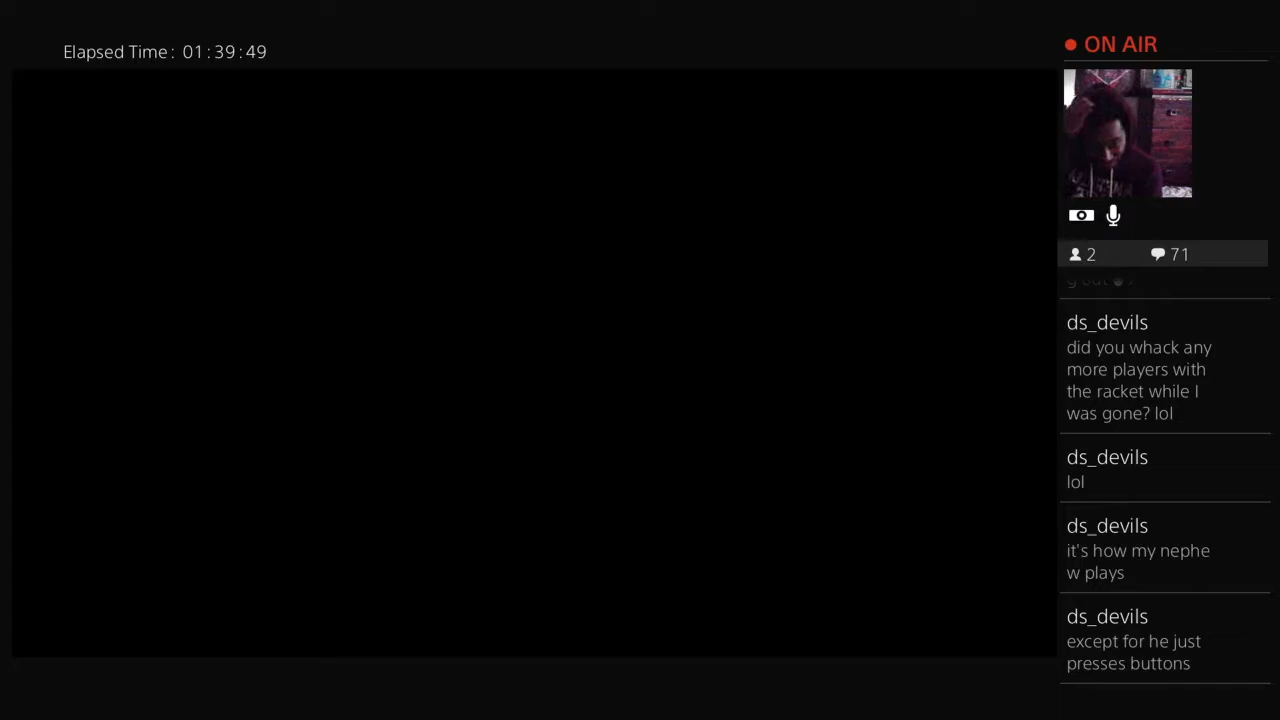 Elapsed Time: 01:39:49
ON AIR
2
71
ds_devils
did you whack any
more players with
the racket while I
was gone? lol
ds_devils
lol
ds_devils
it's how my nephe
w plays
ds_devils
except for he just
presses buttons